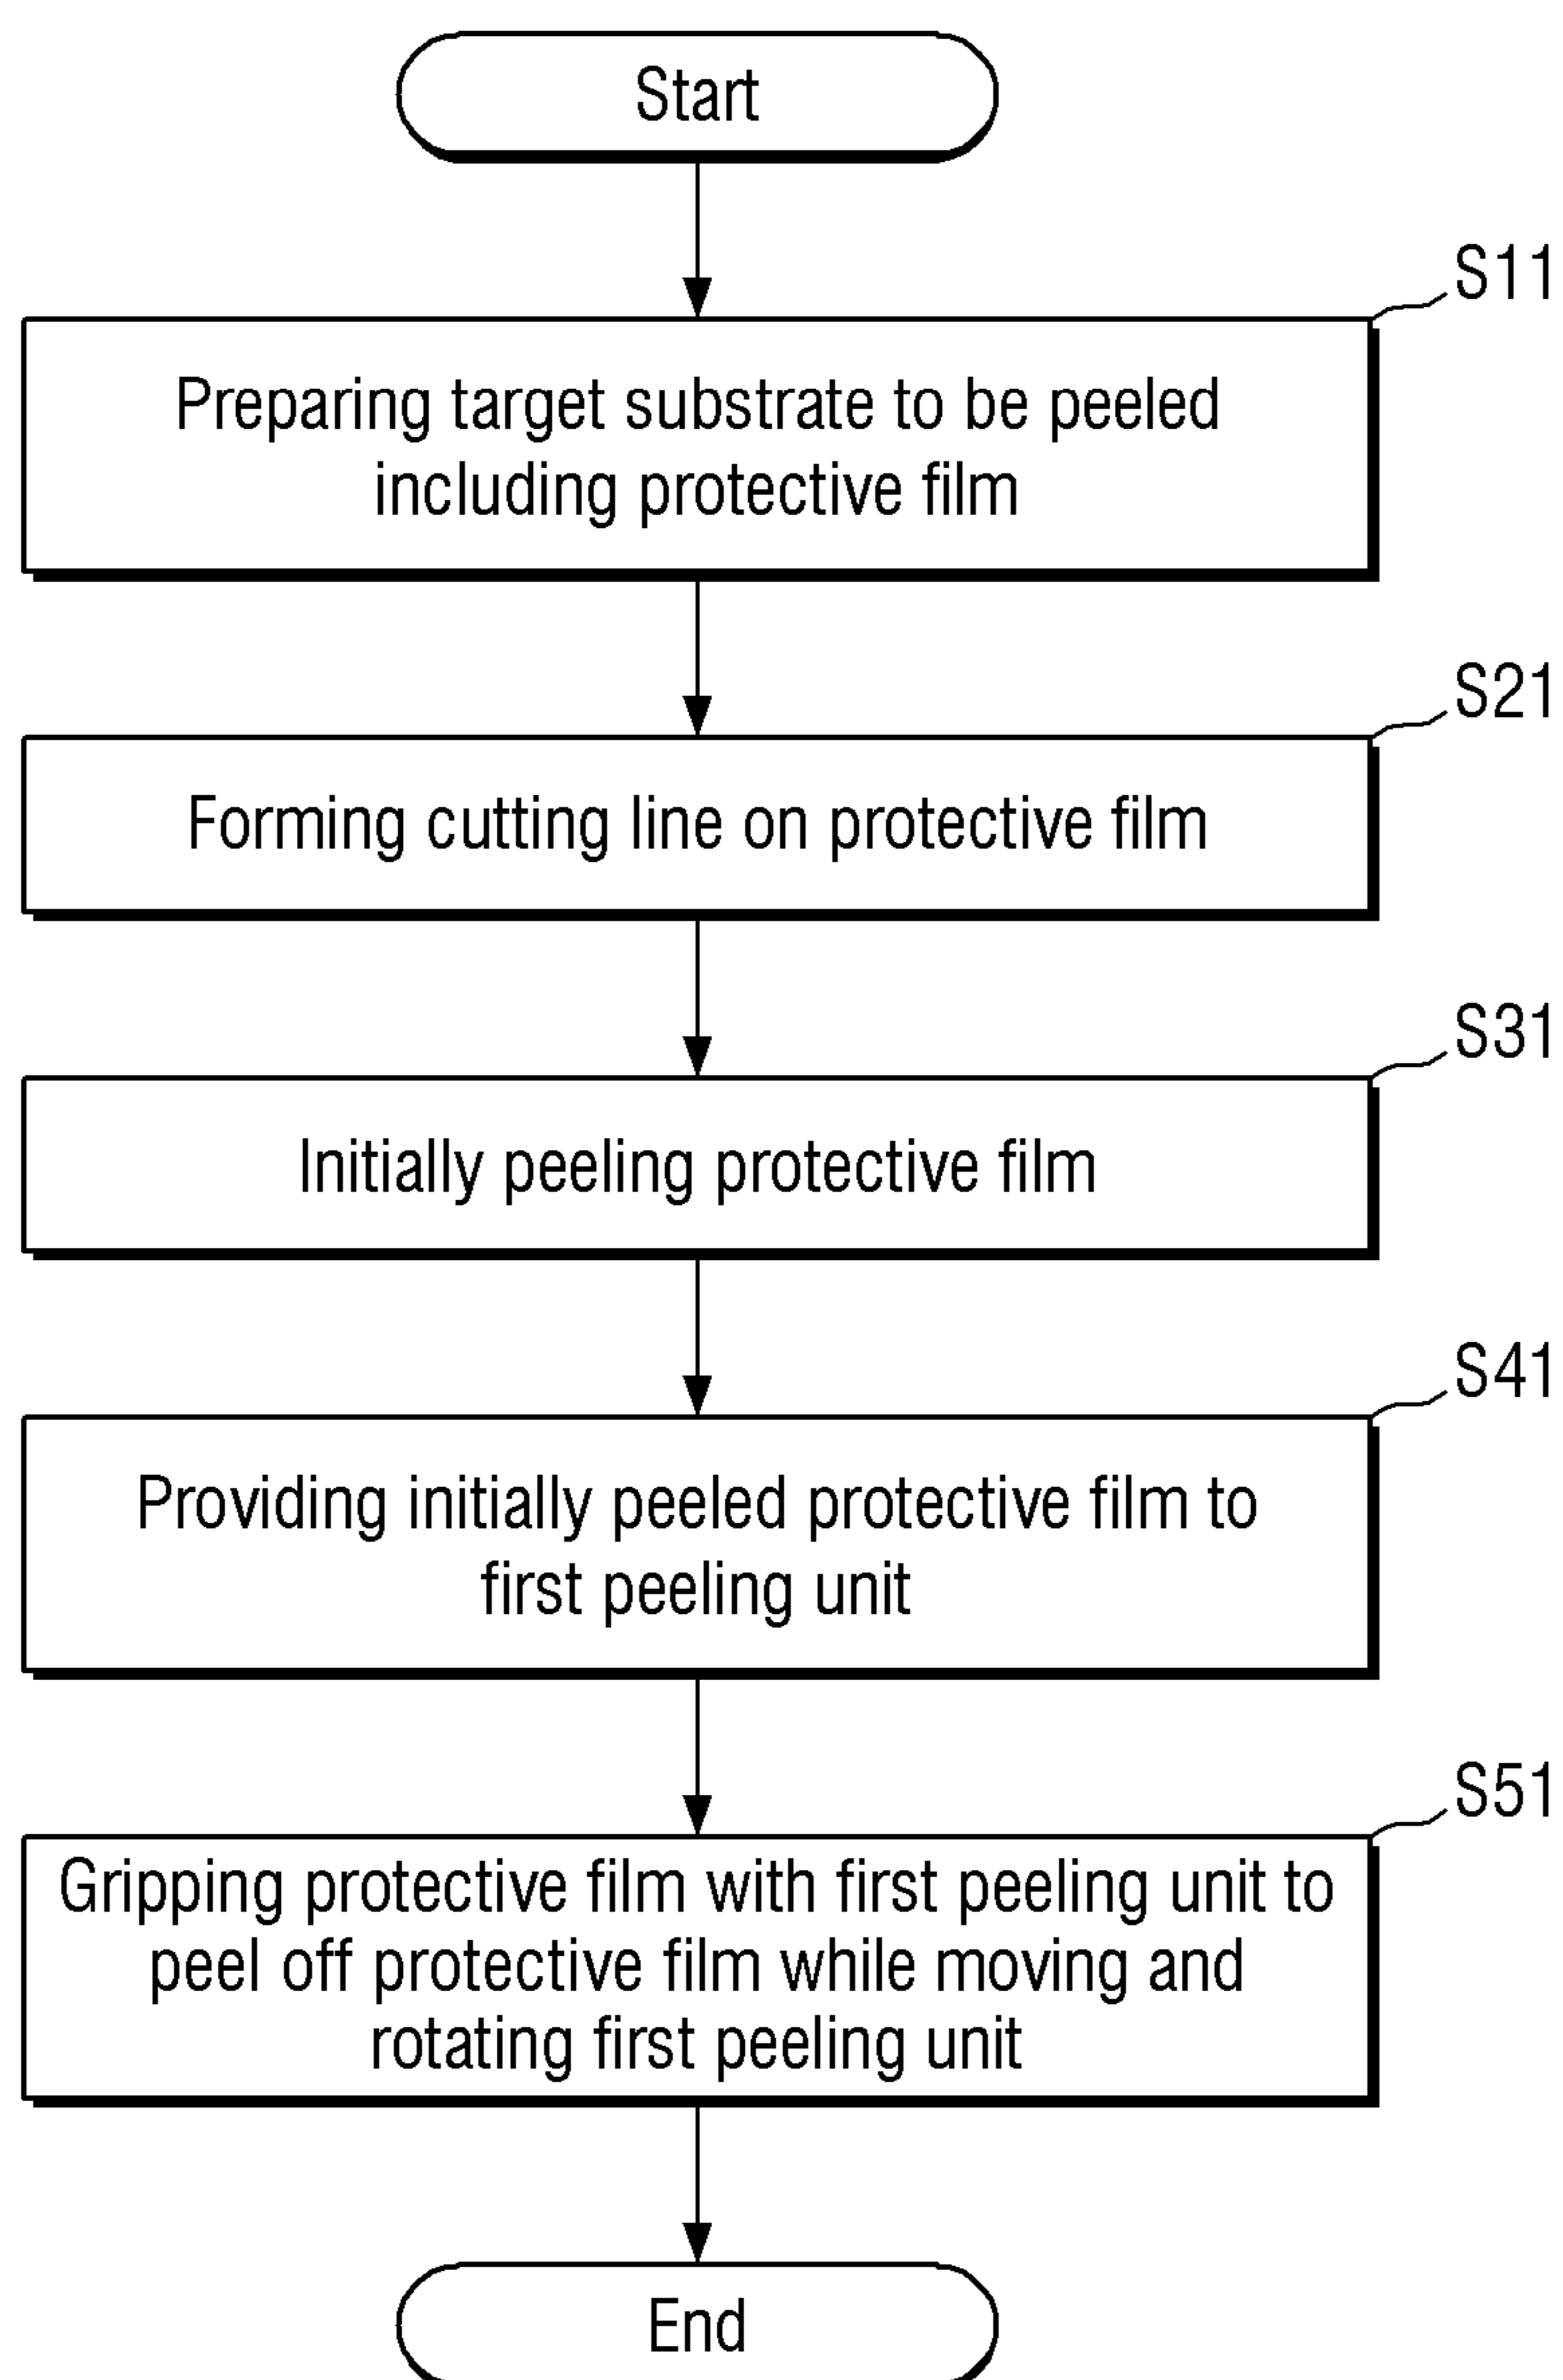 Start
S11
Preparing target substrate to be peeled
including protective film
S21
Forming cutting line on protective film
S31
Initially peeling protective film
S41
Providing initially peeled protective film to
first peeling unit
S51
Gripping protective film with first peeling unit to
peel off protective film while moving and
rotating first peeling unit
End